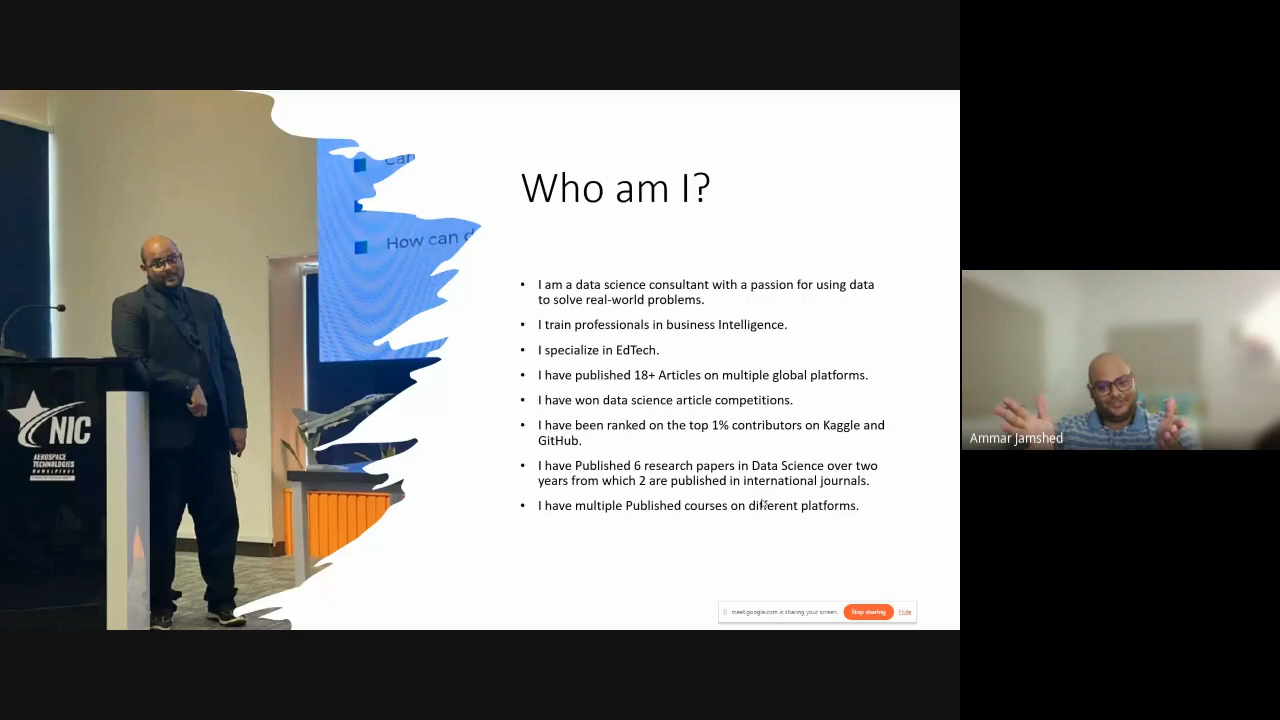 Can
How can d
NIC
AEROSPACE
TECHNOLOGIES
RAWALPINDI
Who am I?
• I am a data science consultant with a passion for using data
to solve real-world problems.
• I train professionals in business Intelligence.
• I specialize in EdTech.
• I have published 18+ Articles on multiple global platforms.
• I have won data science article competitions.
• I have been ranked on the top 1% contributors on Kaggle and
GitHub.
• I have Published 6 research papers in Data Science over two
years from which 2 are published in international journals.
• I have multiple Published courses on different platforms.
meet.google.com is sharing your screen.
Stop sharing
Hide
Ammar Jamshed